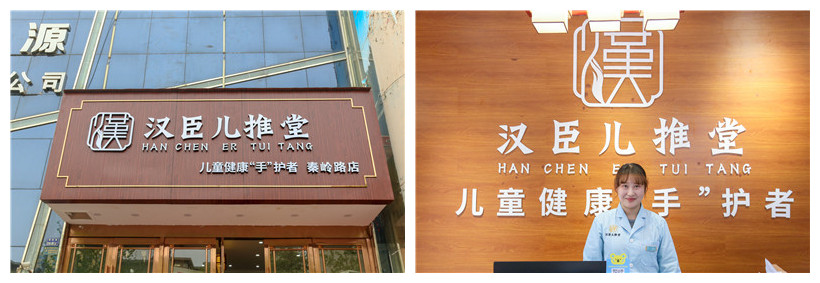 源
公司
漢
汉臣儿推堂
HAN CHEN ER TUI TANG
儿童健康“手”护者 秦岭路店
漢
汉臣儿推堂
HAN CHEN ER TUI TANG
儿童健康“手”护者